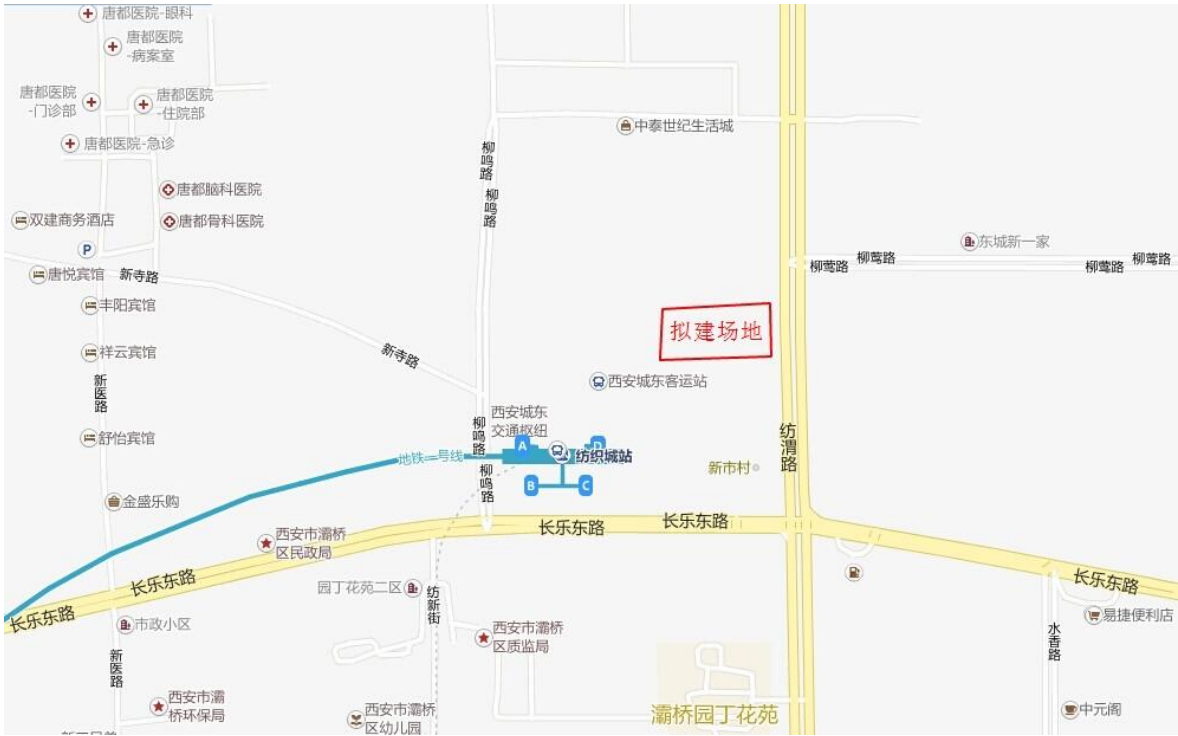 唐都医院-眼科
唐都医院
-病案室
唐都医院
-门诊部
唐都医院
-住院部
唐都医院-急诊
中泰世纪生活城
柳鸣路
柳鸣路
唐都脑科医院
双建商务酒店
唐都骨科医院
P
东城新一家
柳莺路
柳莺路
柳莺路
柳莺路
唐悦宾馆
新寺路
丰阳宾馆
拟建场地
祥云宾馆
新寺路
新医路
西安城东客运站
西安城东
交通枢纽
柳鸣路
舒怡宾馆
A
D
纺织城站
地铁一号线
柳鸣路
B
C
纺渭路
新市村
金盛乐购
西安市灞桥
区民政局
长乐东路
长乐东路
长乐东路
长乐东路
长乐东路
园丁花苑二区
纺新街
市政小区
西安市灞桥
区质监局
易捷便利店
水香路
新医路
西安市灞
桥环保局
西安市灞桥
区幼儿园
灞桥园丁花苑
中元阁